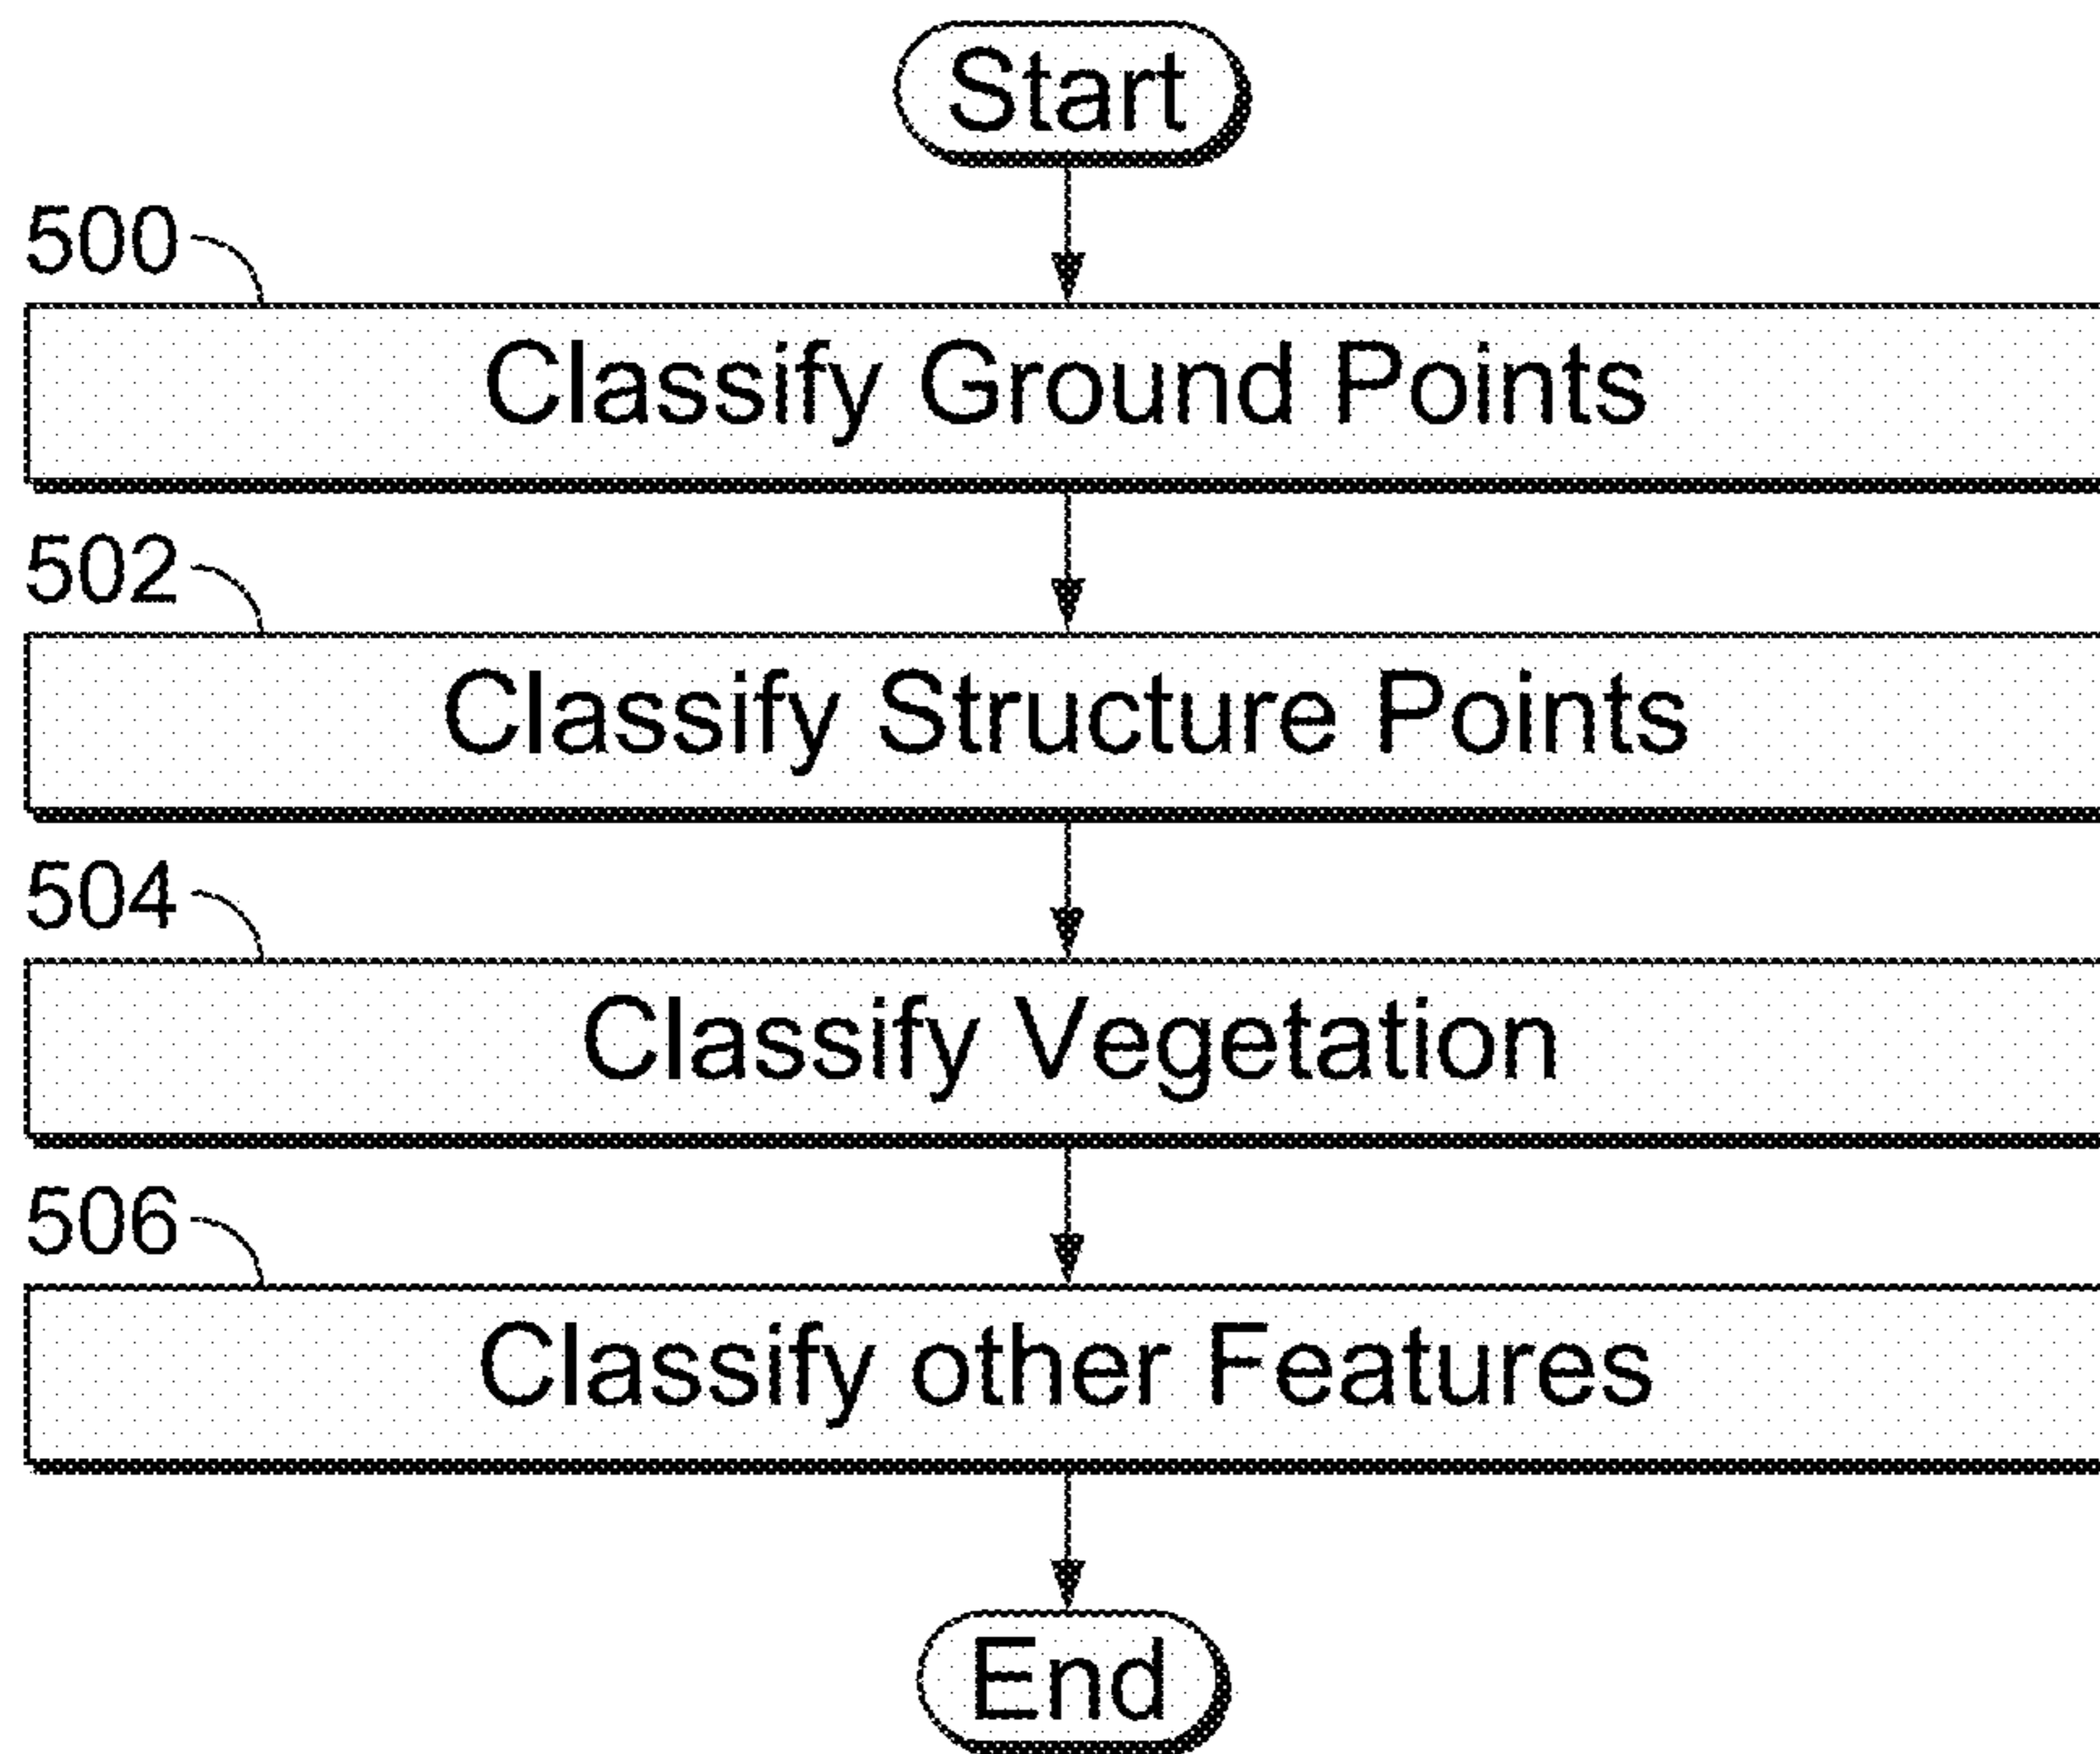 Start
500
Classify Ground Points
502
Classify Structure Points
504
Classify Vegetation
506
Classify other Features
End